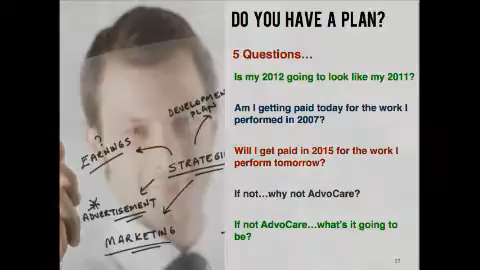 DO YOU HAVE A PLAN?
5 Questions…
Is my 2012 going to look like my 2011?
Am I getting paid today for the work I
performed in 2007?
Will I get paid in 2015 for the work I
perform tomorrow?
If not…why not AdvoCare?
If not AdvoCare…what's it going to
be?
DEVELOPMENT
PLAN
?
EARNINGS
STRATEGI
ADVERTISEMENT
MARKETING
27